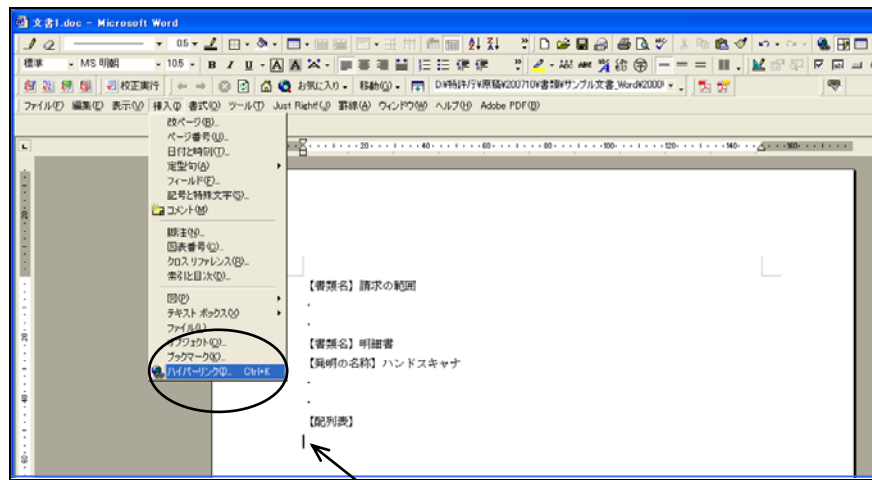 文書1.doc - Microsoft Word
0.5
標準 MS 明朝 10.5 B I U A A
校正実行 お気に入り 移動(G)
ファイル(F) 編集(E) 表示(V) 挿入(I) 書式(O) ツール(T) Just Right!(J) 罫線(A) ウィンドウ(W) ヘルプ(H) Adobe PDF(B)
改ページ(B)...
ページ番号(U)...
日付と時刻(T)...
定型句(A)
フィールド(F)...
記号と特殊文字(S)...
コメント(M)
脚注(N)...
図表番号(C)...
クロス リファレンス(R)...
索引と目次(D)...
図(P)
テキスト ボックス(X)
ファイル(L)...
オブジェクト(O)...
ブックマーク(K)...
ハイパーリンク(I)... Ctrl+K
【書類名】請求の範囲
・
・
【書類名】明細書
【発明の名称】ハンドスキャナ
・
・
【配列表】